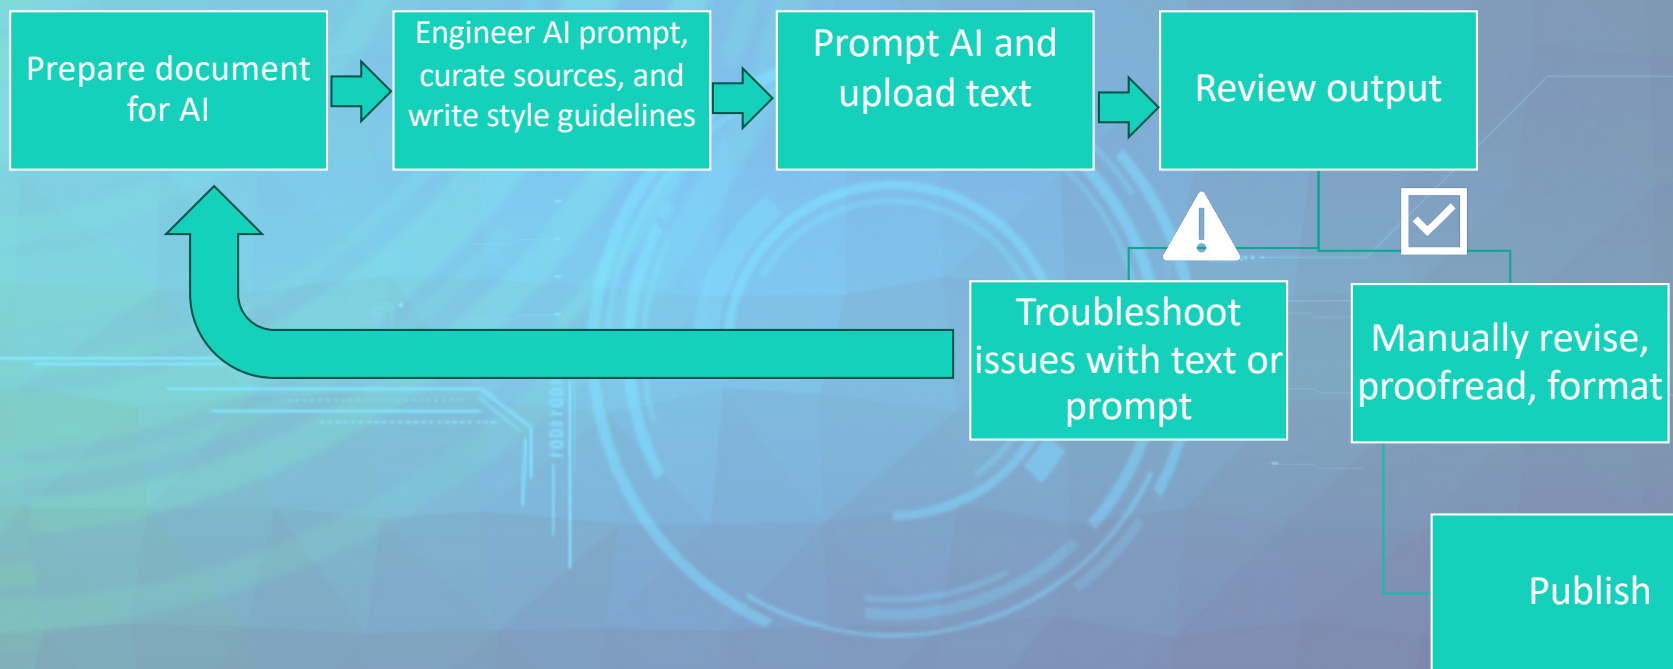 Prepare document
for AI
Engineer AI prompt,
curate sources, and
write style guidelines
Prompt AI and
upload text
Review output
Troubleshoot
issues with text or
prompt
Manually revise,
proofread, format
Publish